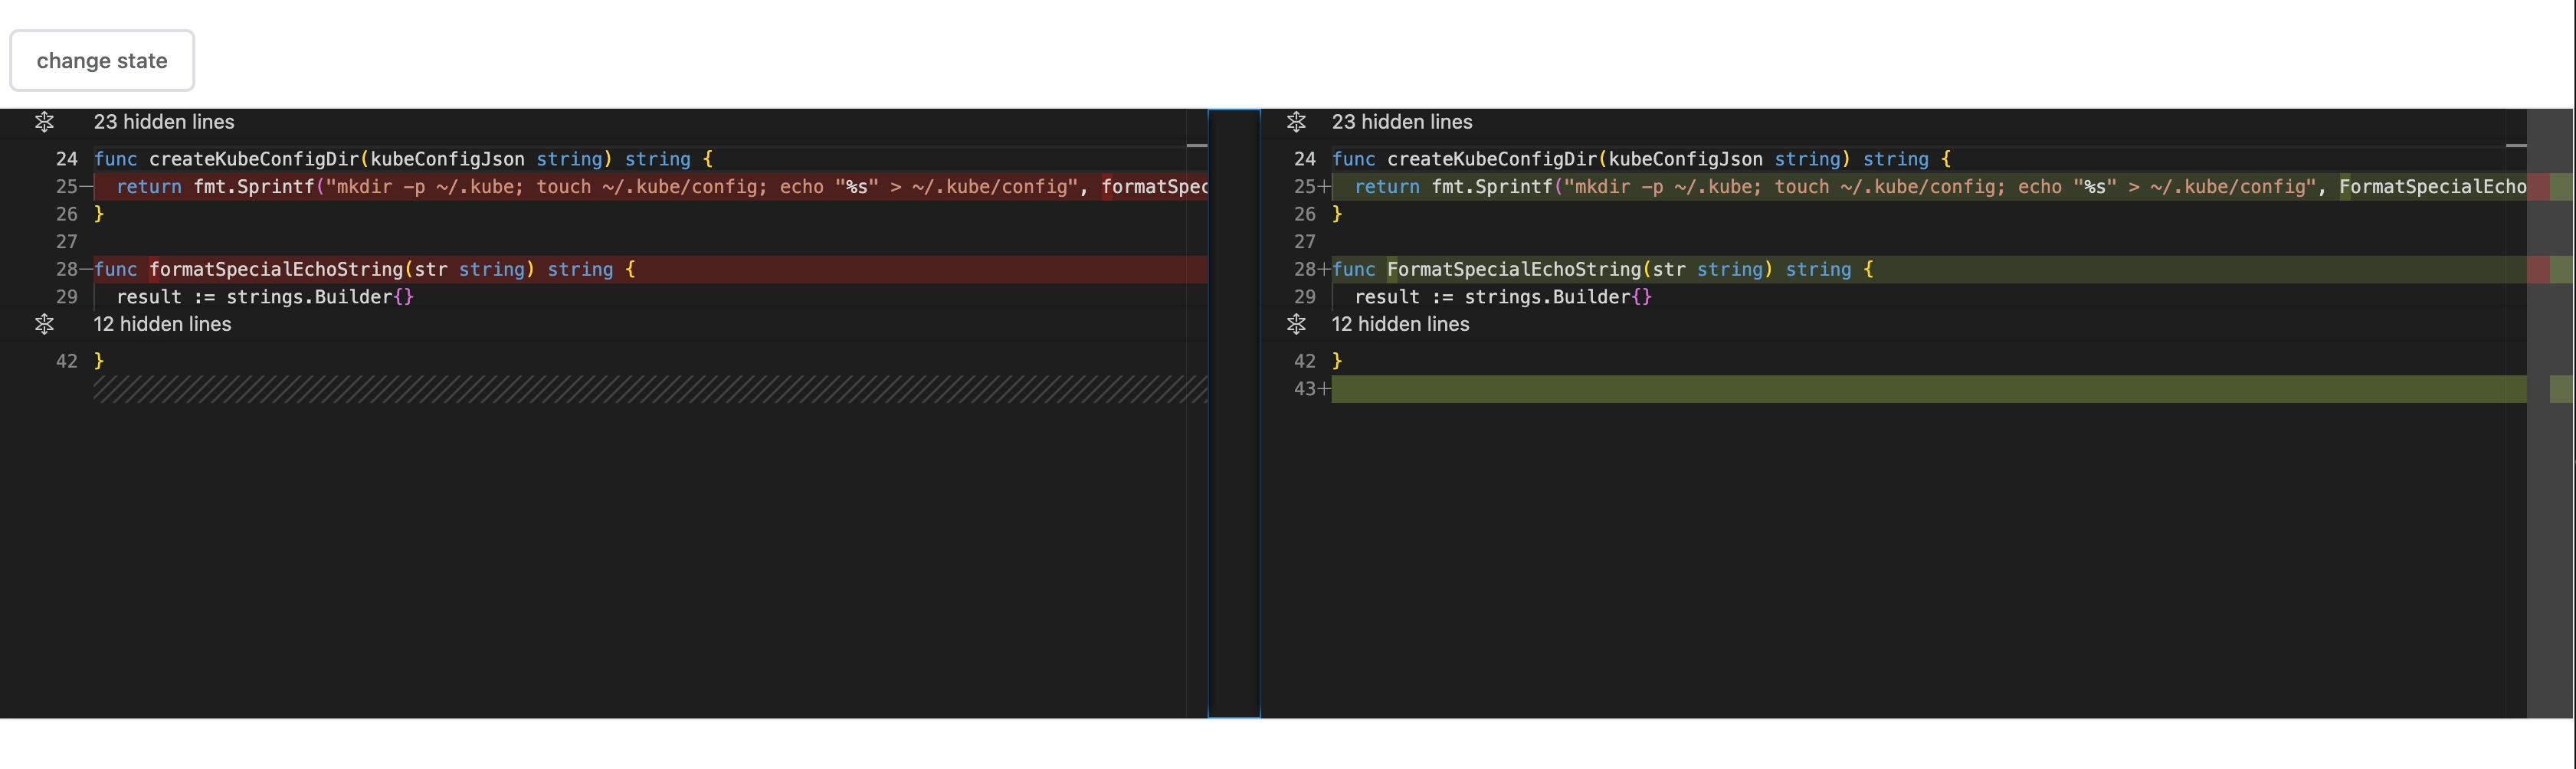 change state
23 hidden lines
24 func createKubeConfigDir(kubeConfigJson string) string {
25— return fmt.Sprintf("mkdir -p ~/.kube; touch ~/.kube/config; echo "%s" > ~/.kube/config", formatSpec
26 }
27
28—func formatSpecialEchoString(str string) string {
29 result := strings.Builder{}
12 hidden lines
42 }
23 hidden lines
24 func createKubeConfigDir(kubeConfigJson string) string {
25+ return fmt.Sprintf("mkdir -p ~/.kube; touch ~/.kube/config; echo "%s" > ~/.kube/config", FormatSpecialEcho
26 }
27
28+func FormatSpecialEchoString(str string) string {
29 result := strings.Builder{}
12 hidden lines
42 }
43+